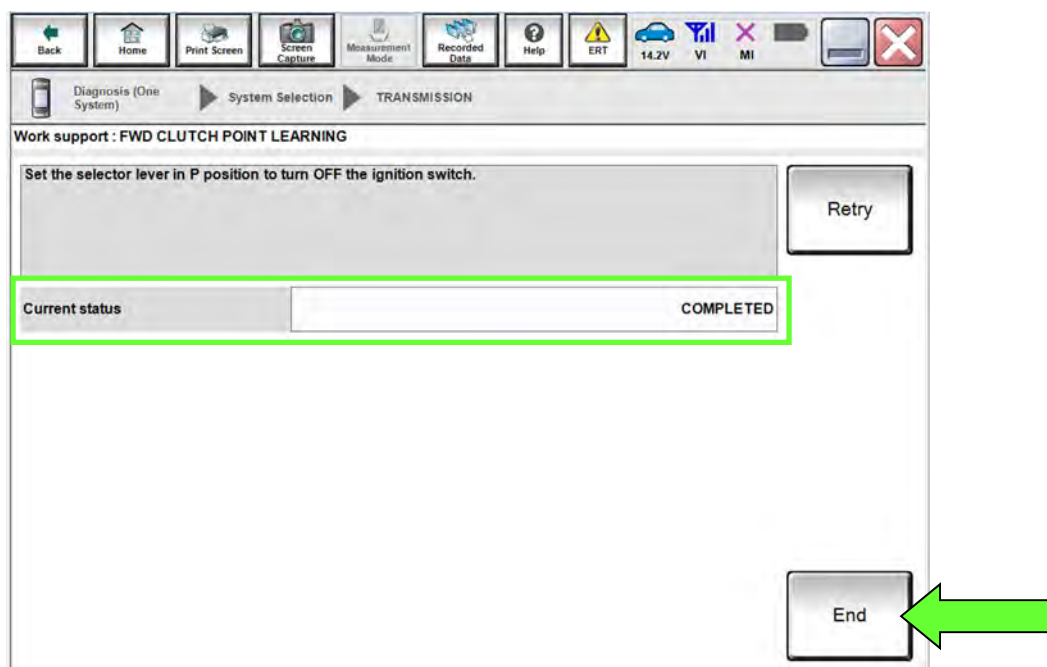 Back
Home
Print Screen
Screen
Capture
Measurement
Mode
Recorded
Data
Help
ERT
14.2V
VI
MI
Diagnosis (One
System)
System Selection
TRANSMISSION
Work support : FWD CLUTCH POINT LEARNING
Set the selector lever in P position to turn OFF the ignition switch.
Retry
Current status
COMPLETED
End